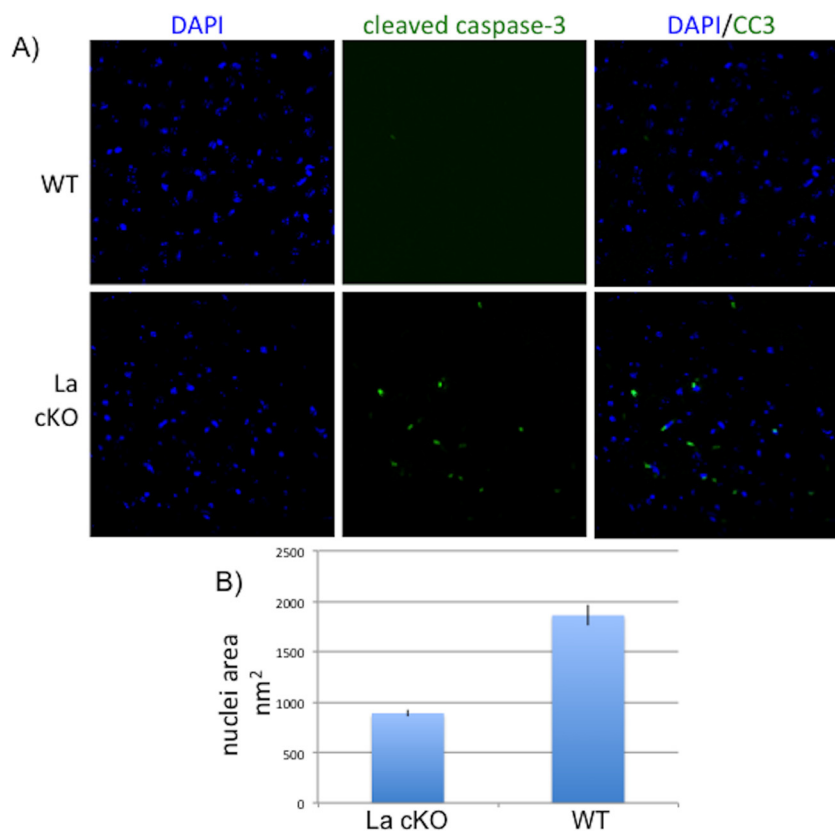 DAPI cleaved caspase-3 DAPI/CC3
A)
WT
La
cKO
B)
nuclei area
nm²
2500
2000
1500
1000
500
0
La cKO WT